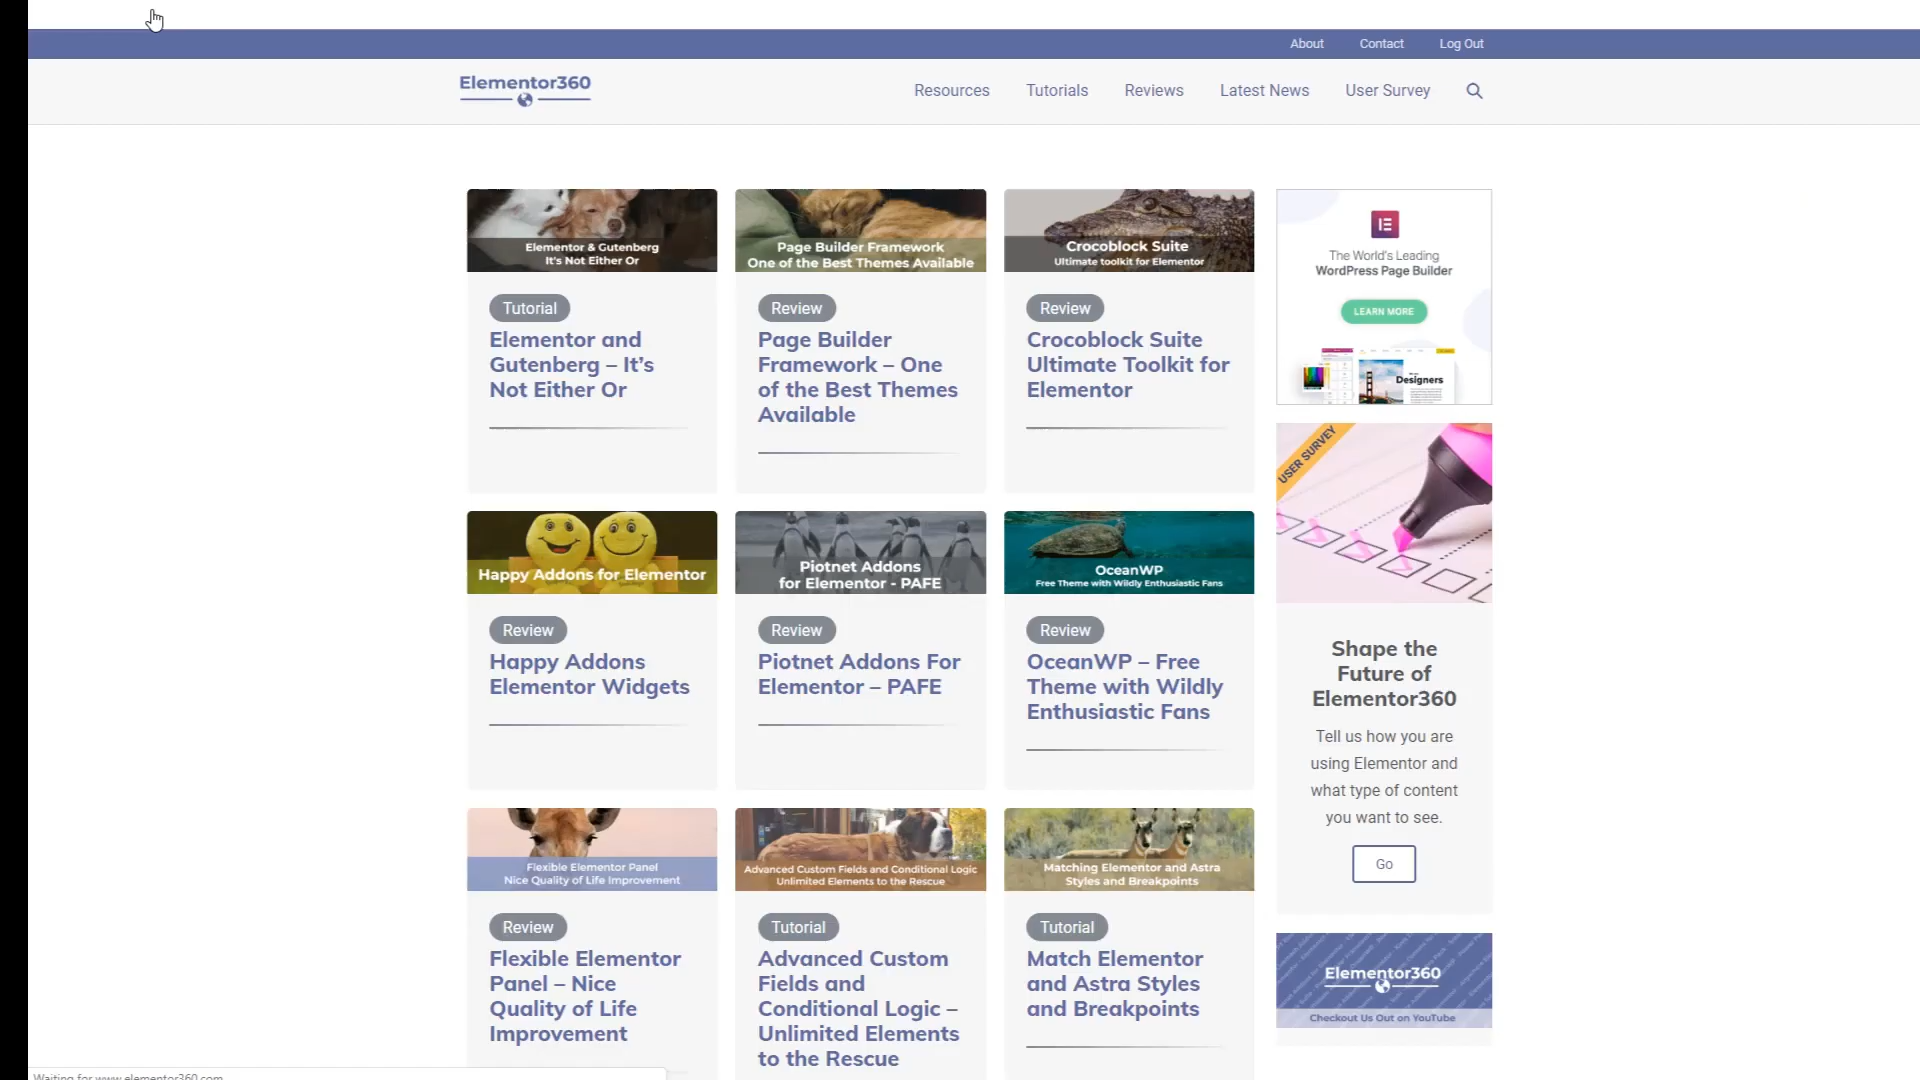 About Contact Log Out
Elementor360
Resources Tutorials Reviews Latest News User Survey
Elementor & Gutenberg
It's Not Either Or
Tutorial
Elementor and
Gutenberg – It's
Not Either Or
Page Builder Framework
One of the Best Themes Available
Review
Page Builder
Framework – One
of the Best Themes
Available
Crocoblock Suite
Ultimate toolkit for Elementor
Review
Crocoblock Suite
Ultimate Toolkit for
Elementor
Happy Addons for Elementor
Review
Happy Addons
Elementor Widgets
Piotnet Addons
for Elementor - PAFE
Review
Piotnet Addons For
Elementor – PAFE
OceanWP
Free Theme with Wildly Enthusiastic Fans
Review
OceanWP – Free
Theme with Wildly
Enthusiastic Fans
Flexible Elementor Panel
Nice Quality of Life Improvement
Review
Flexible Elementor
Panel – Nice
Quality of Life
Improvement
Advanced Custom Fields and Conditional Logic
Unlimited Elements to the Rescue
Tutorial
Advanced Custom
Fields and
Conditional Logic –
Unlimited Elements
to the Rescue
Matching Elementor and Astra
Styles and Breakpoints
Tutorial
Match Elementor
and Astra Styles
and Breakpoints
The World's Leading
WordPress Page Builder
LEARN MORE
Designers
USER SURVEY
Shape the
Future of
Elementor360
Tell us how you are
using Elementor and
what type of content
you want to see.
Go
Elementor360
Checkout Us Out on YouTube
Waiting for www.elementor360.com